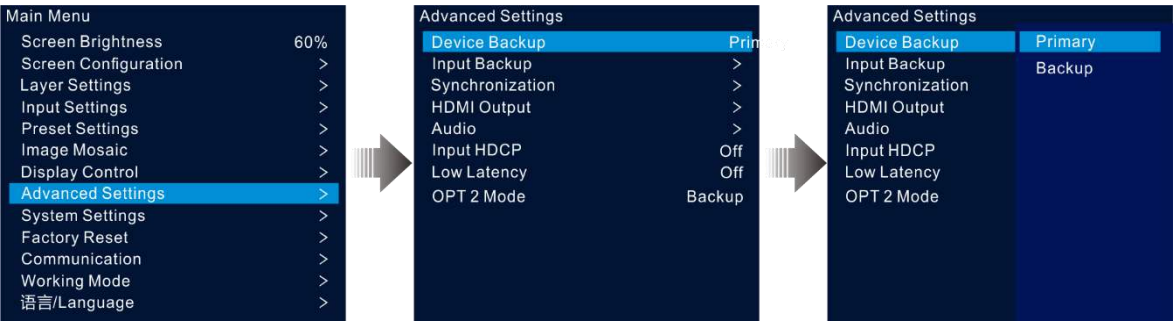 Main Menu
Screen Brightness 60%
Screen Configuration >
Layer Settings >
Input Settings >
Preset Settings >
Image Mosaic >
Display Control >
Advanced Settings >
System Settings >
Factory Reset >
Communication >
Working Mode >
语言/Language >
Advanced Settings
Device Backup Primary
Input Backup >
Synchronization >
HDMI Output >
Audio >
Input HDCP Off
Low Latency Off
OPT 2 Mode Backup
Advanced Settings
Device Backup Primary
Input Backup Backup
Synchronization
HDMI Output
Audio
Input HDCP
Low Latency
OPT 2 Mode